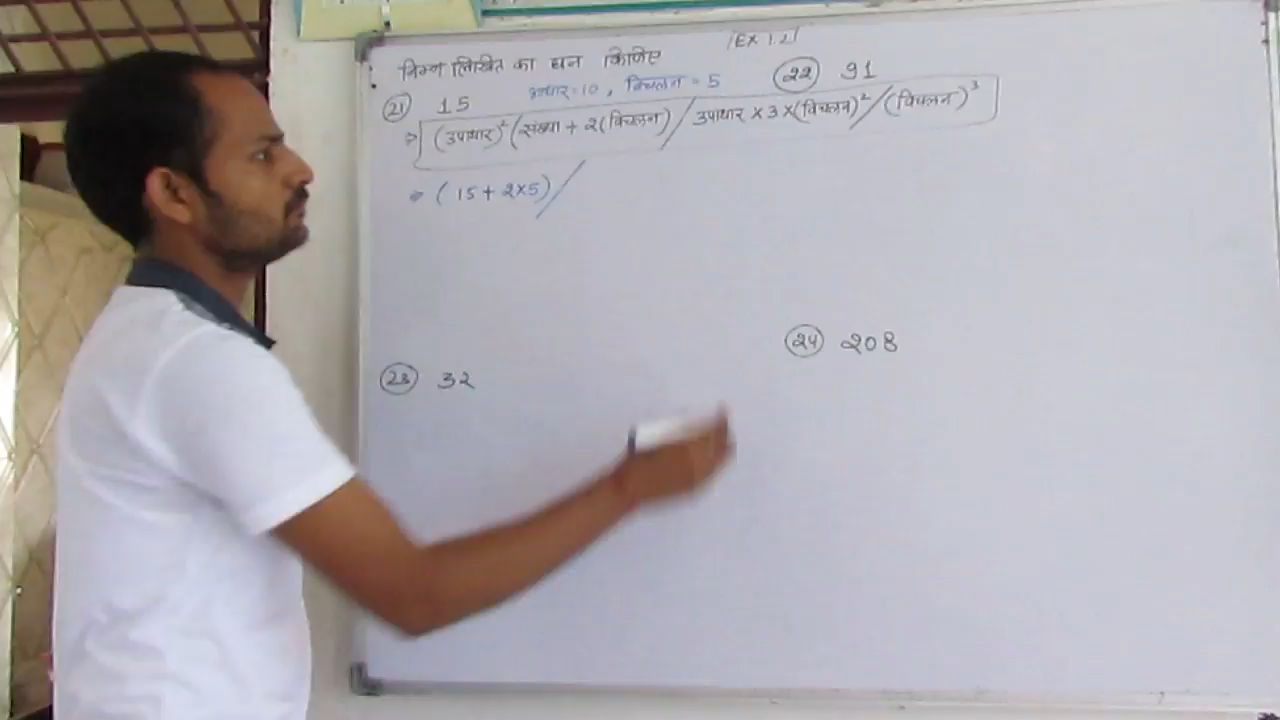 निम्न लिखित का घन किजिए
/Ex 1.2/
(21) 15
आधार = 10, विचलन = 5
(22) 91
⇒ (उपाधार)² (संख्या + 2(विचलन) / उपाधार × 3 × (विचलन)² / (विचलन)³
⇒ (15 + 2×5) /
(23) 32
(24) 208